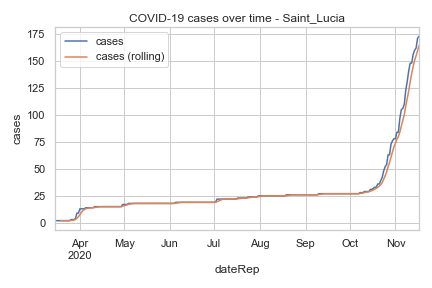 COVID-19 cases over time - Saint_Lucia
cases
cases (rolling)
175
150
125
100
75
50
25
0
cases
Apr May Jun Jul Aug Sep Oct Nov
2020
dateRep